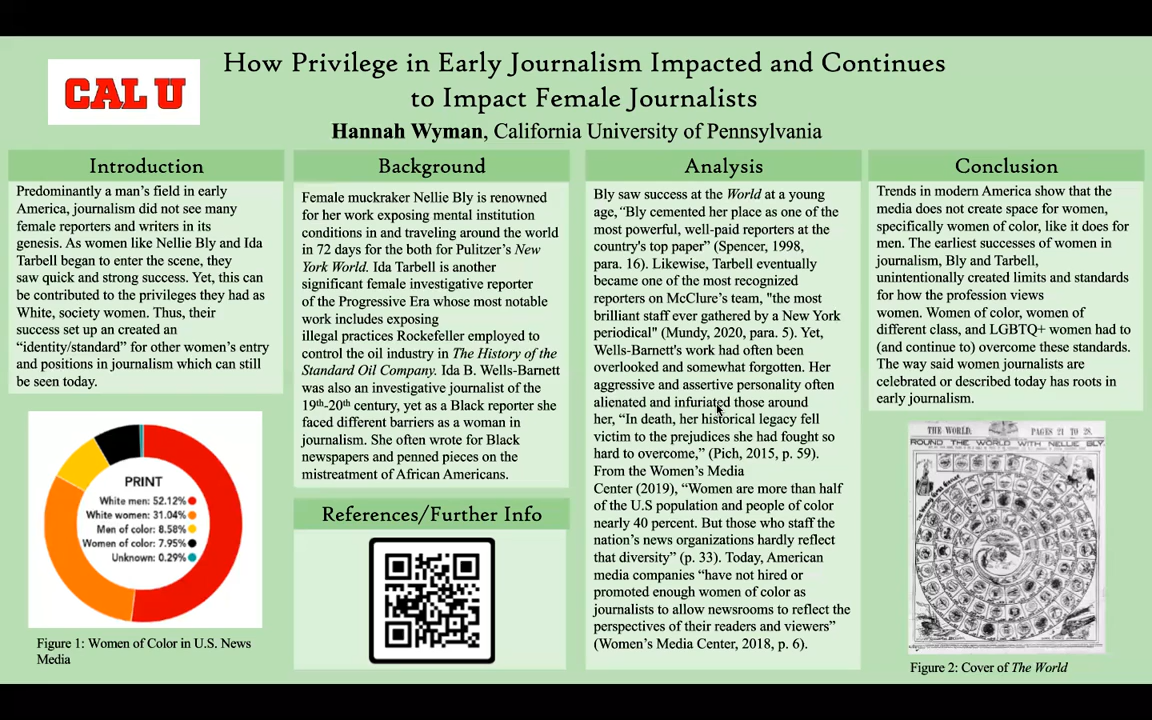 CAL U
How Privilege in Early Journalism Impacted and Continues
to Impact Female Journalists
Hannah Wyman, California University of Pennsylvania
Introduction
Predominantly a man's field in early
America, journalism did not see many
female reporters and writers in its
genesis. As women like Nellie Bly and Ida
Tarbell began to enter the scene, they
saw quick and strong success. Yet, this can
be contributed to the privileges they had as
White, society women. Thus, their
success set up an created an
“identity/standard” for other women's entry
and positions in journalism which can still
be seen today.
PRINT
White men: 52.12%
White women: 31.04%
Men of color: 8.58%
Women of color: 7.95%
Unknown: 0.29%
Figure 1: Women of Color in U.S. News
Media
Background
Female muckraker Nellie Bly is renowned
for her work exposing mental institution
conditions in and traveling around the world
in 72 days for the both for Pulitzer's New
York World. Ida Tarbell is another
significant female investigative reporter
of the Progressive Era whose most notable
work includes exposing
illegal practices Rockefeller employed to
control the oil industry in The History of the
Standard Oil Company. Ida B. Wells-Barnett
was also an investigative journalist of the
19th-20th century, yet as a Black reporter she
faced different barriers as a woman in
journalism. She often wrote for Black
newspapers and penned pieces on the
mistreatment of African Americans.
References/Further Info
Analysis
Bly saw success at the World at a young
age, “Bly cemented her place as one of the
most powerful, well-paid reporters at the
country's top paper” (Spencer, 1998,
para. 16). Likewise, Tarbell eventually
became one of the most recognized
reporters on McClure's team, "the most
brilliant staff ever gathered by a New York
periodical" (Mundy, 2020, para. 5). Yet,
Wells-Barnett's work had often been
overlooked and somewhat forgotten. Her
aggressive and assertive personality often
alienated and infuriated those around
her, “In death, her historical legacy fell
victim to the prejudices she had fought so
hard to overcome,” (Pich, 2015, p. 59).
From the Women's Media
Center (2019), “Women are more than half
of the U.S population and people of color
nearly 40 percent. But those who staff the
nation's news organizations hardly reflect
that diversity” (p. 33). Today, American
media companies “have not hired or
promoted enough women of color as
journalists to allow newsrooms to reflect the
perspectives of their readers and viewers”
(Women's Media Center, 2018, p. 6).
Conclusion
Trends in modern America show that the
media does not create space for women,
specifically women of color, like it does for
men. The earliest successes of women in
journalism, Bly and Tarbell,
unintentionally created limits and standards
for how the profession views
women. Women of color, women of
different class, and LGBTQ+ women had to
(and continue to) overcome these standards.
The way said women journalists are
celebrated or described today has roots in
early journalism.
THE WORLD. PAGES 21 TO 28.
ROUND THE WORLD WITH NELLIE BLY.
Figure 2: Cover of The World